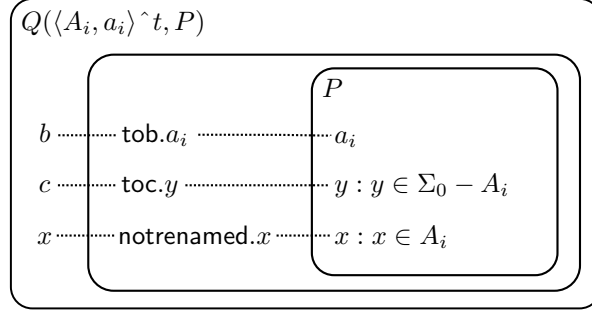 Q(⟨A_i, a_i⟩ˆt, P)
P
b tob.a_i a_i
c toc.y y : y ∈ Σ_0 − A_i
x notrenamed.x x : x ∈ A_i